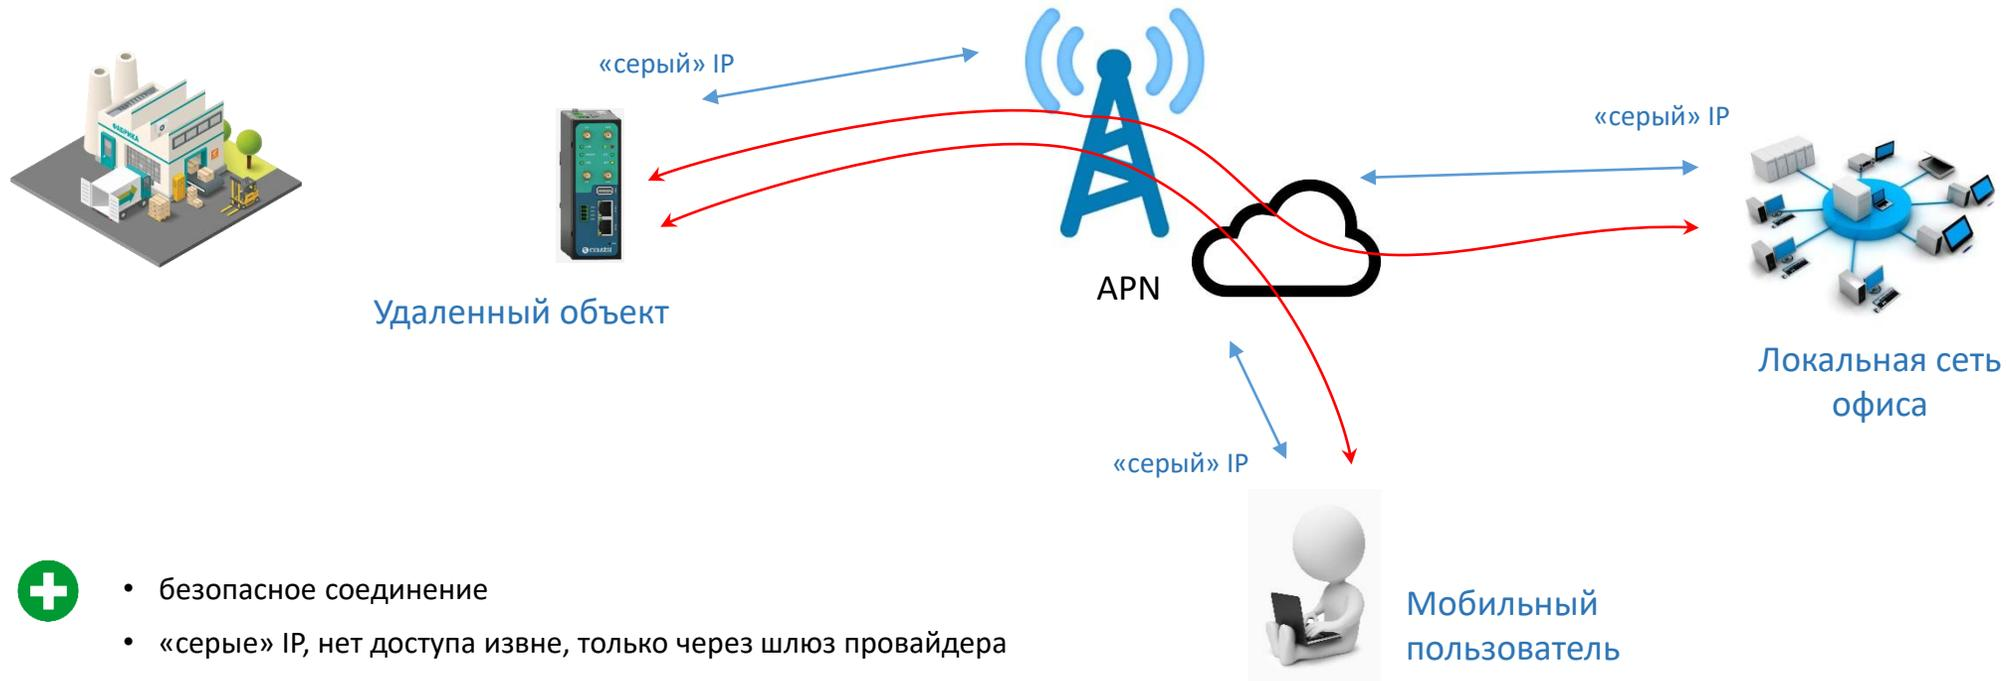 «серый» IP
«серый» IP
ФАБРИКА
APN
Удаленный объект
Локальная сеть
офиса
«серый» IP
Мобильный
пользователь
• безопасное соединение
• «серые» IP, нет доступа извне, только через шлюз провайдера